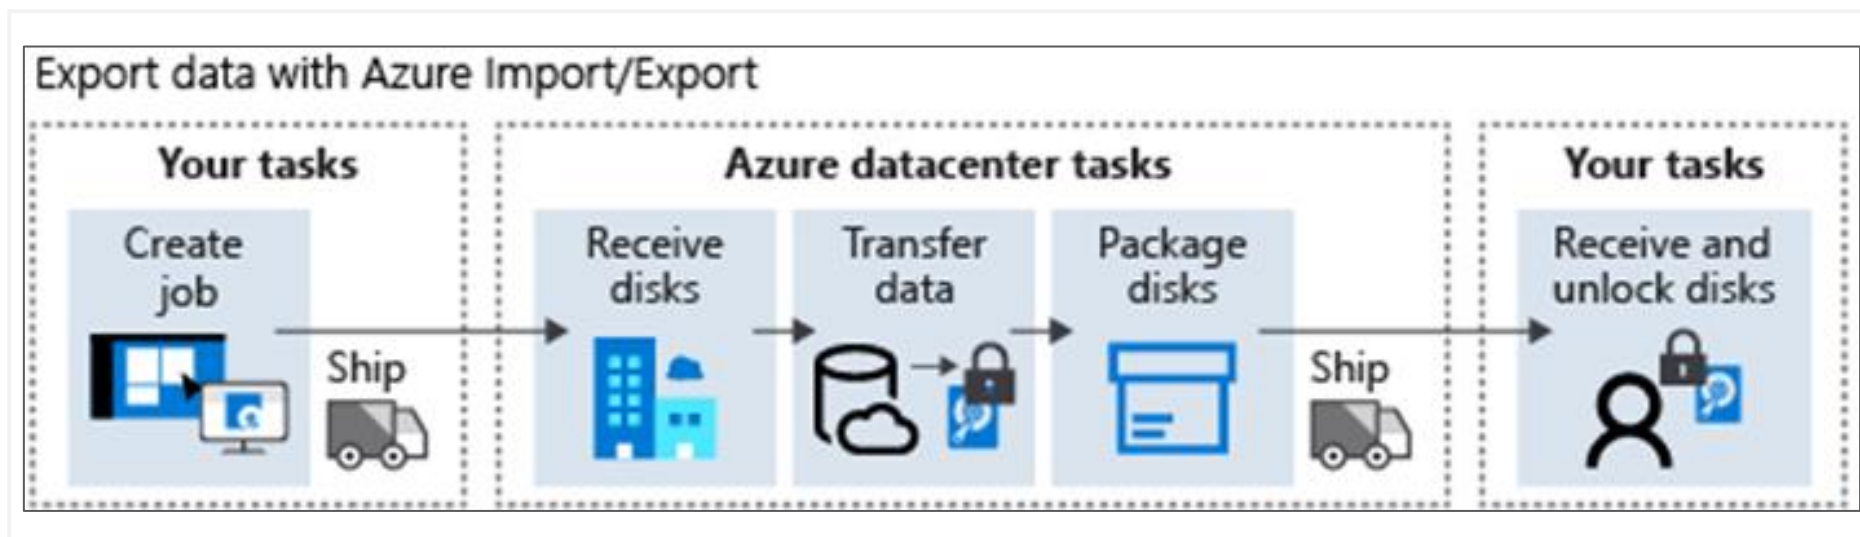 Export data with Azure Import/Export
Your tasks
Create
job
Ship
Azure datacenter tasks
Receive
disks
Transfer
data
Package
disks
Ship
Your tasks
Receive and
unlock disks